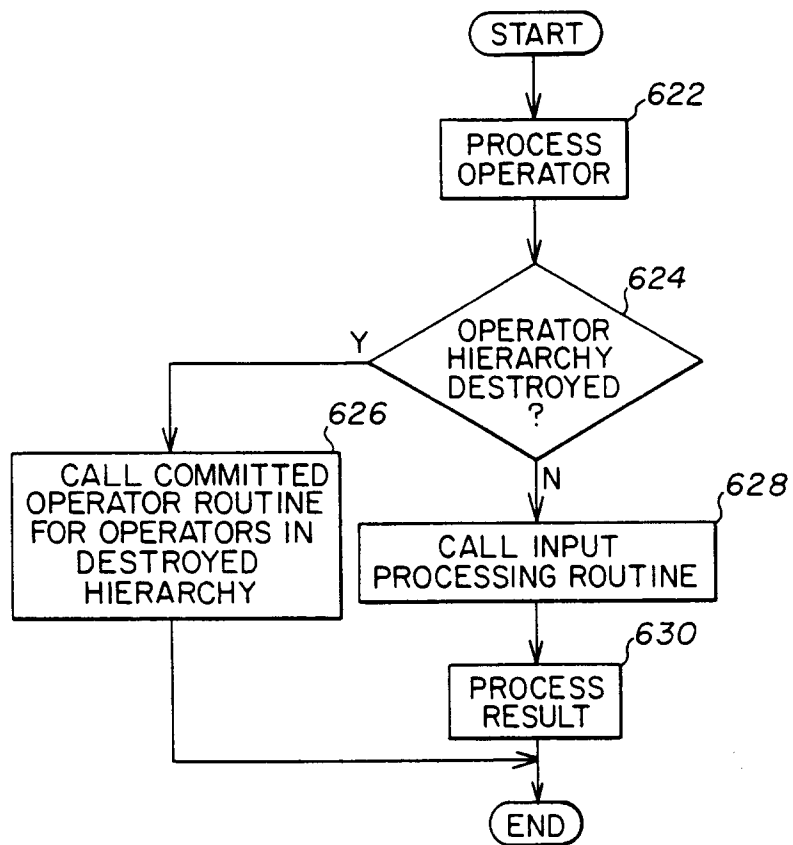 START
622
PROCESS
OPERATOR
624
OPERATOR
HIERARCHY
DESTROYED
?
Y
626
CALL COMMITTED
OPERATOR ROUTINE
FOR OPERATORS IN
DESTROYED
HIERARCHY
N
628
CALL INPUT
PROCESSING ROUTINE
630
PROCESS
RESULT
END